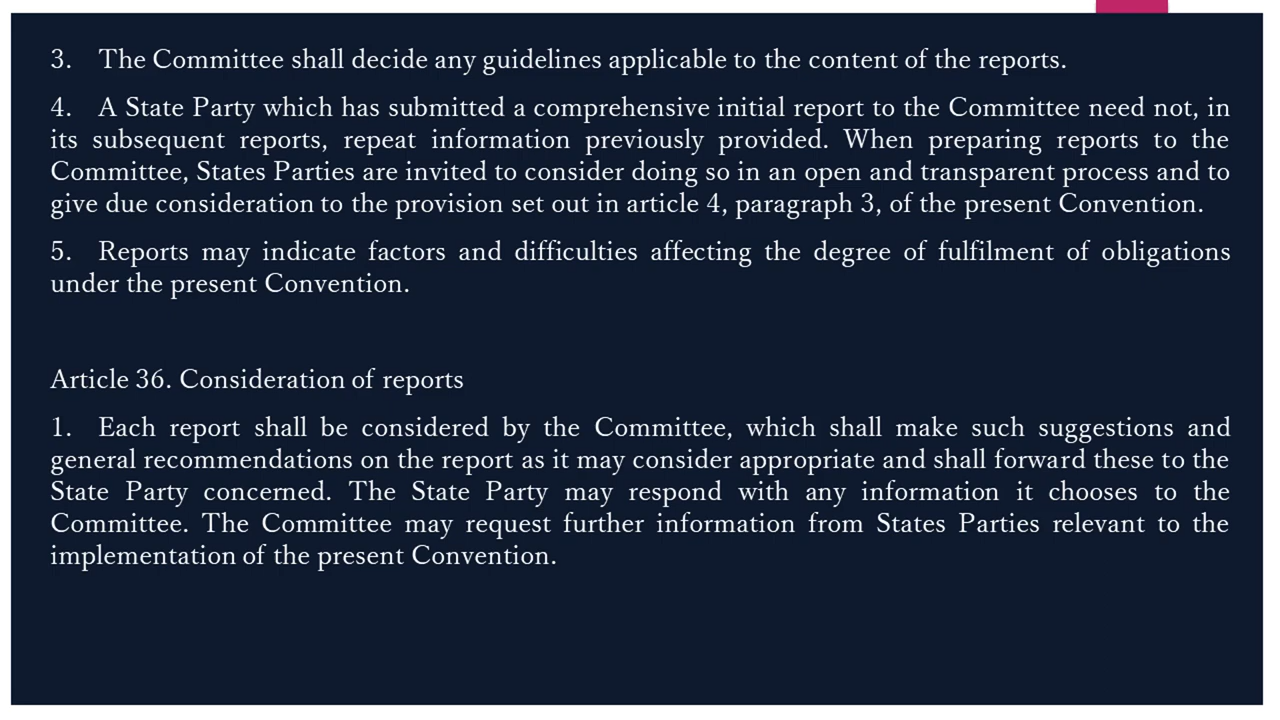 3. The Committee shall decide any guidelines applicable to the content of the reports.
4. A State Party which has submitted a comprehensive initial report to the Committee need not, in
its subsequent reports, repeat information previously provided. When preparing reports to the
Committee, States Parties are invited to consider doing so in an open and transparent process and to
give due consideration to the provision set out in article 4, paragraph 3, of the present Convention.
5. Reports may indicate factors and difficulties affecting the degree of fulfilment of obligations
under the present Convention.
Article 36. Consideration of reports
1. Each report shall be considered by the Committee, which shall make such suggestions and
general recommendations on the report as it may consider appropriate and shall forward these to the
State Party concerned. The State Party may respond with any information it chooses to the
Committee. The Committee may request further information from States Parties relevant to the
implementation of the present Convention.